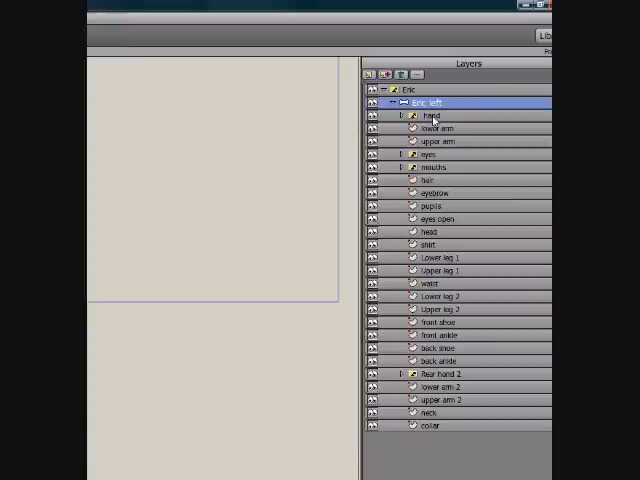 Lib
Layers
Eric
Eric left
hand
lower arm
upper arm
eyes
mouths
hair
eyebrow
pupils
eyes open
head
shirt
Lower leg 1
Upper leg 1
waist
Lower leg 2
Upper leg 2
front shoe
front ankle
back shoe
back ankle
Rear hand 2
lower arm 2
upper arm 2
neck
collar